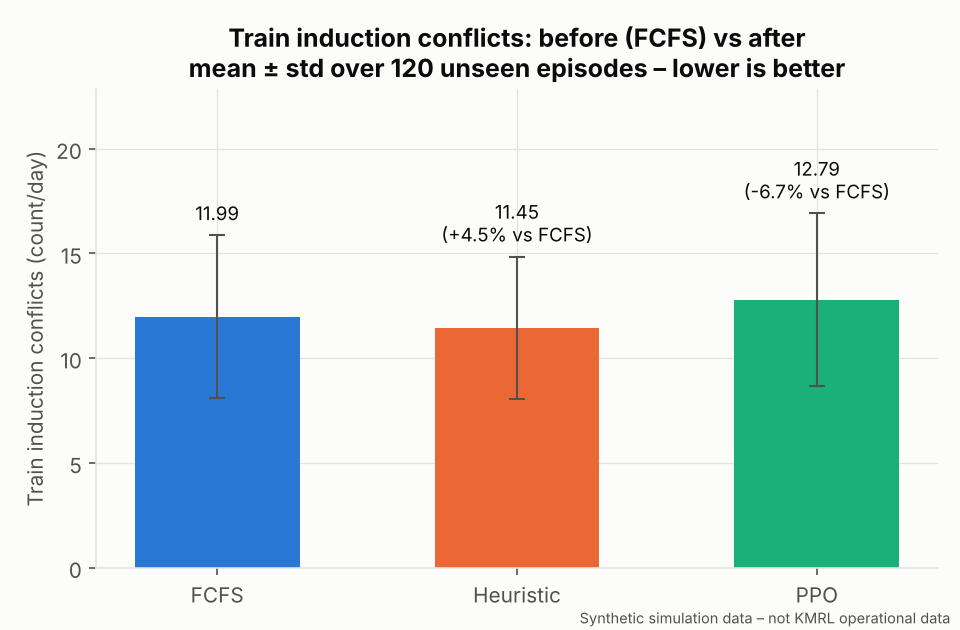 Train induction conflicts: before (FCFS) vs after
mean ± std over 120 unseen episodes – lower is better
Train induction conflicts (count/day)
20
15
10
5
0
11.99
11.45
(+4.5% vs FCFS)
12.79
(-6.7% vs FCFS)
FCFS
Heuristic
PPO
Synthetic simulation data – not KMRL operational data